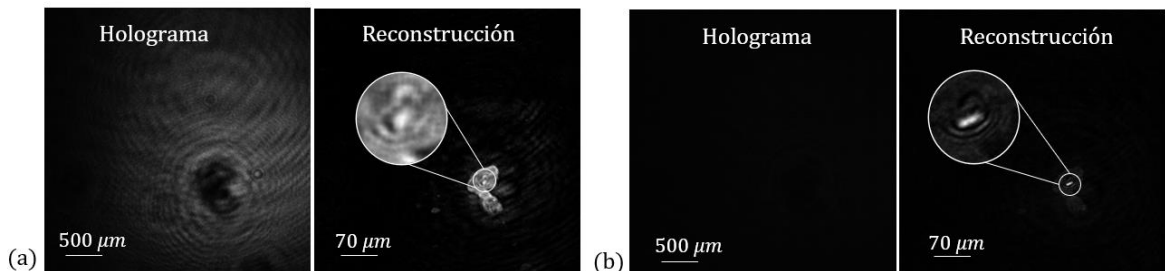 Holograma
Reconstrucción
500 μm
70 μm
(a)
Holograma
Reconstrucción
500 μm
70 μm
(b)